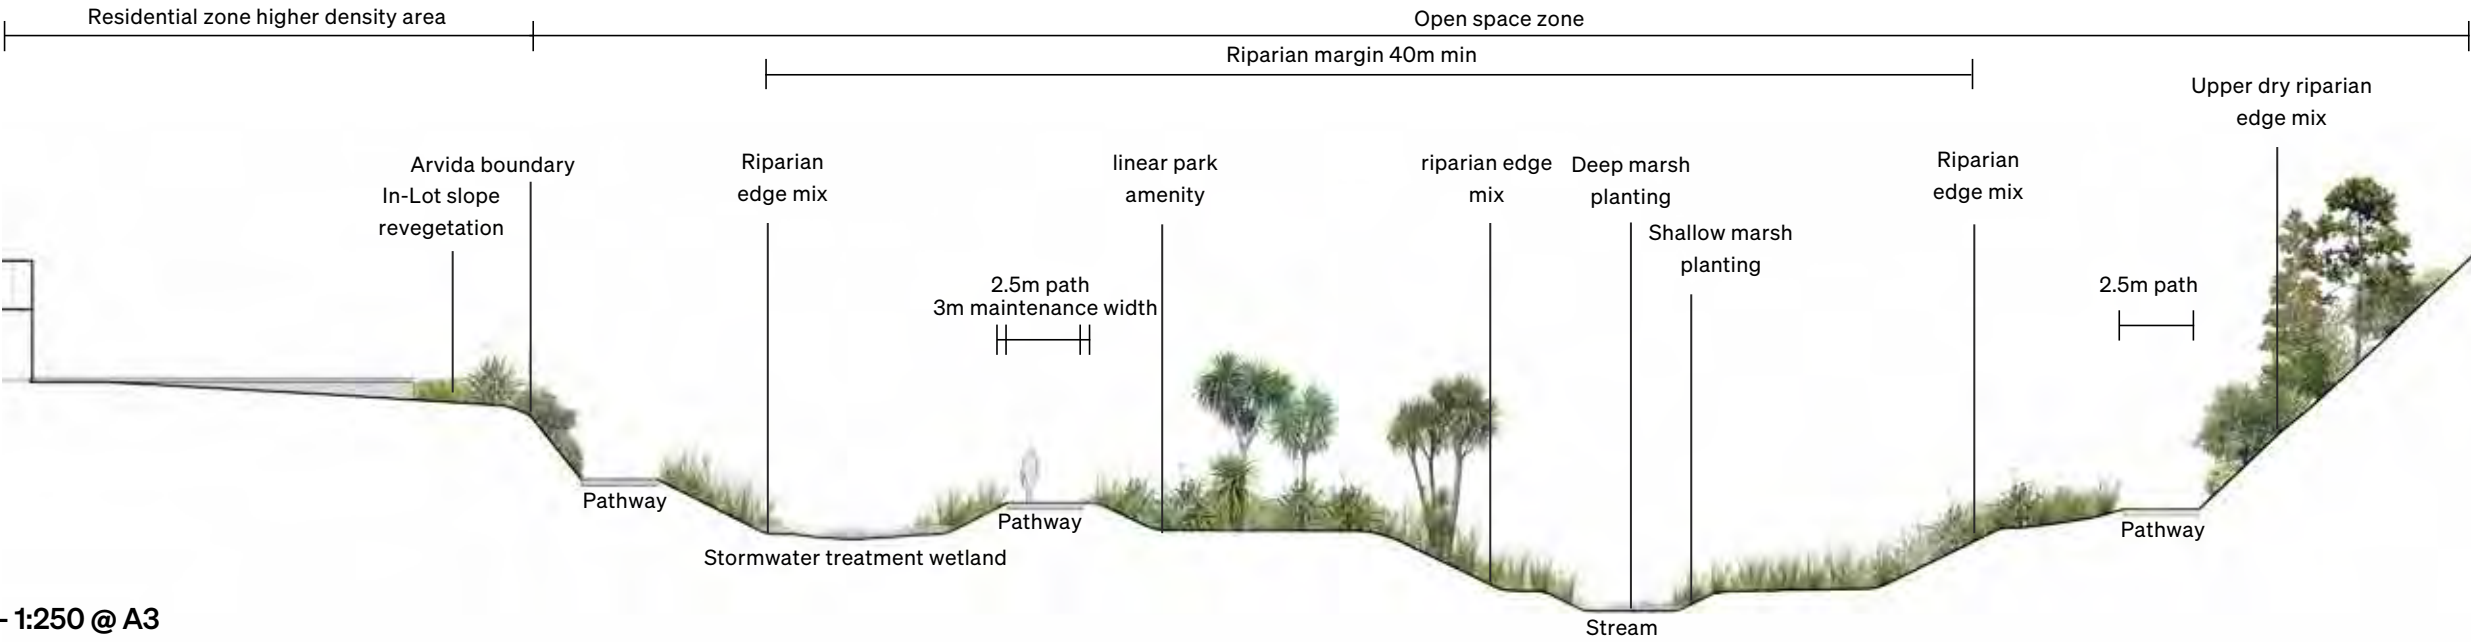 Residential zone higher density area
Open space zone
Riparian margin 40m min
Upper dry riparian
edge mix
Arvida boundary
In-Lot slope
revegetation
Riparian
edge mix
linear park
amenity
riparian edge
mix
Deep marsh
planting
Shallow marsh
planting
Riparian
edge mix
2.5m path
3m maintenance width
2.5m path
Pathway
Pathway
Stormwater treatment wetland
Pathway
Stream
- 1:250 @ A3